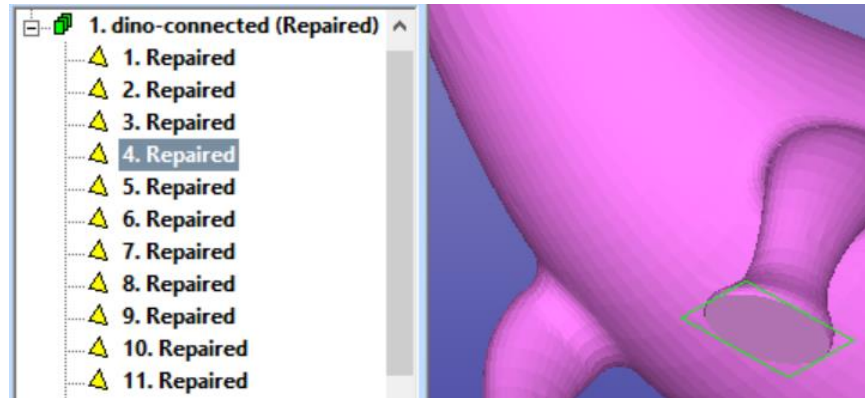 1. dino-connected (Repaired)
1. Repaired
2. Repaired
3. Repaired
4. Repaired
5. Repaired
6. Repaired
7. Repaired
8. Repaired
9. Repaired
10. Repaired
11. Repaired